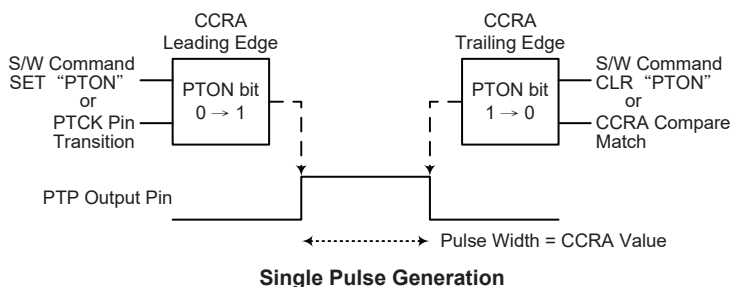 CCRA
Leading Edge
CCRA
Trailing Edge
S/W Command
SET “PTON”
or
PTCK Pin
Transition
PTON bit
0 → 1
PTON bit
1 → 0
S/W Command
CLR “PTON”
or
CCRA Compare
Match
PTP Output Pin
Pulse Width = CCRA Value
Single Pulse Generation